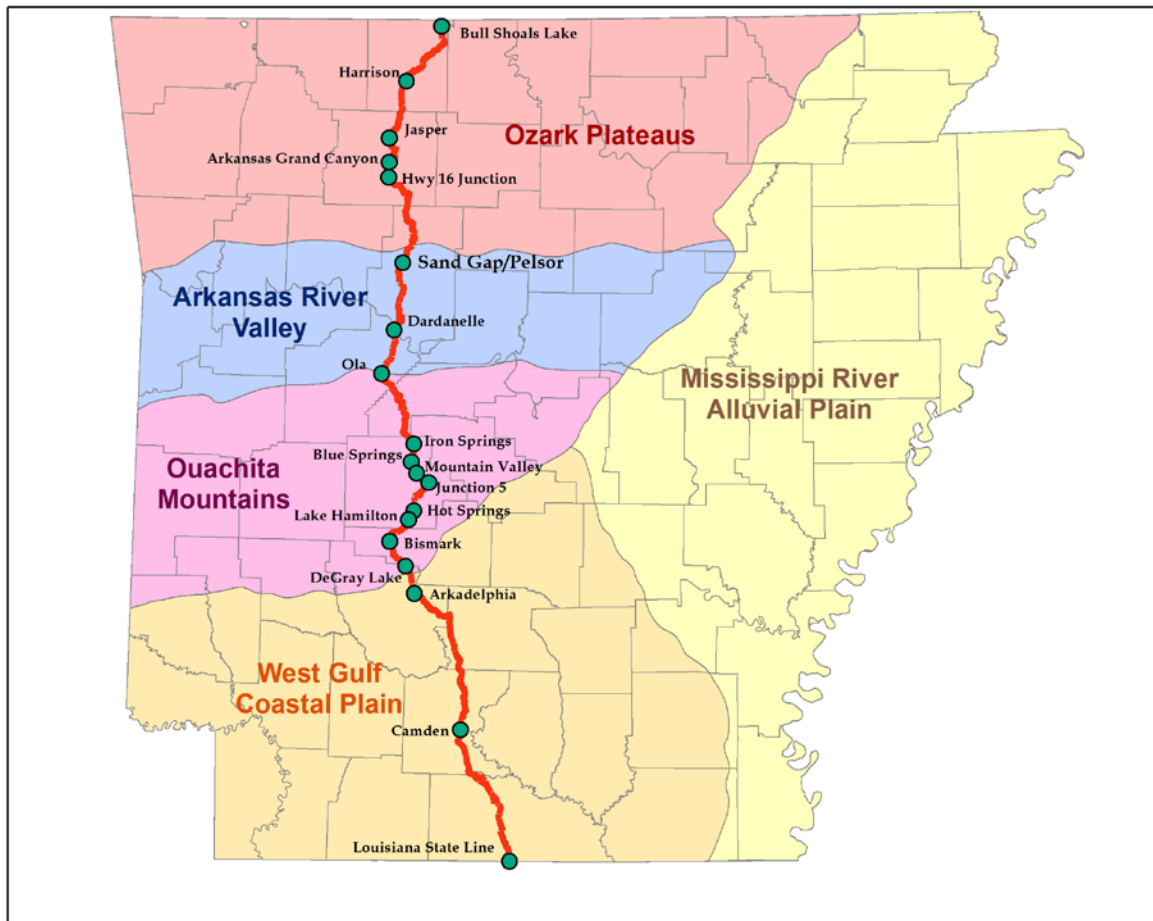 Bull Shoals Lake
Harrison
Jasper
Ozark Plateaus
Arkansas Grand Canyon
Hwy 16 Junction
Sand Gap/Pelsor
Arkansas River
Valley
Dardanelle
Ola
Mississippi River
Alluvial Plain
Iron Springs
Blue Springs
Mountain Valley
Ouachita
Mountains
Junction 5
Hot Springs
Lake Hamilton
Bismark
DeGray Lake
Arkadelphia
West Gulf
Coastal Plain
Camden
Louisiana State Line